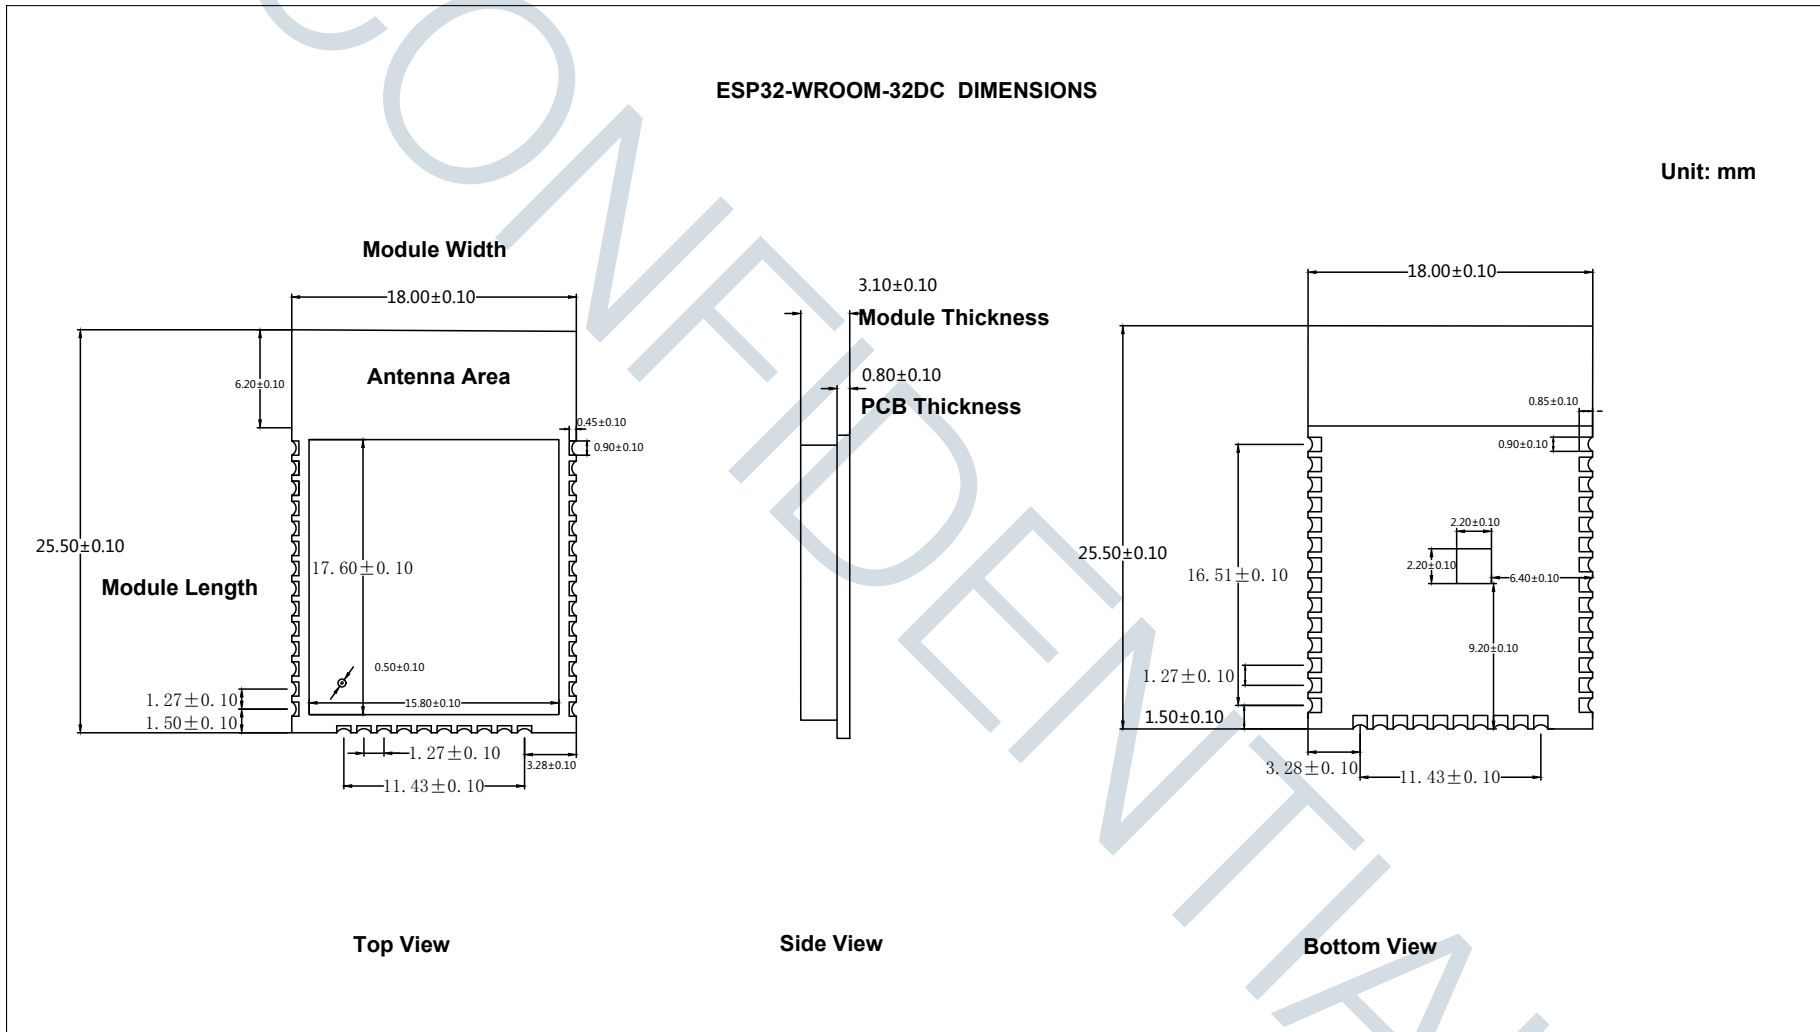 CONFIDENTIAL
ESP32-WROOM-32DC DIMENSIONS
Unit: mm
Module Width
18.00±0.10
6.20±0.10
Antenna Area
0.45±0.10
0.90±0.10
25.50±0.10
17.60±0.10
Module Length
0.50±0.10
15.80±0.10
1.27±0.10
1.50±0.10
1.27±0.10
3.28±0.10
11.43±0.10
Top View
3.10±0.10
Module Thickness
0.80±0.10
PCB Thickness
Side View
18.00±0.10
0.85±0.10
0.90±0.10
2.20±0.10
25.50±0.10
2.20±0.10
6.40±0.10
16.51±0.10
9.20±0.10
1.27±0.10
1.50±0.10
3.28±0.10
11.43±0.10
Bottom View